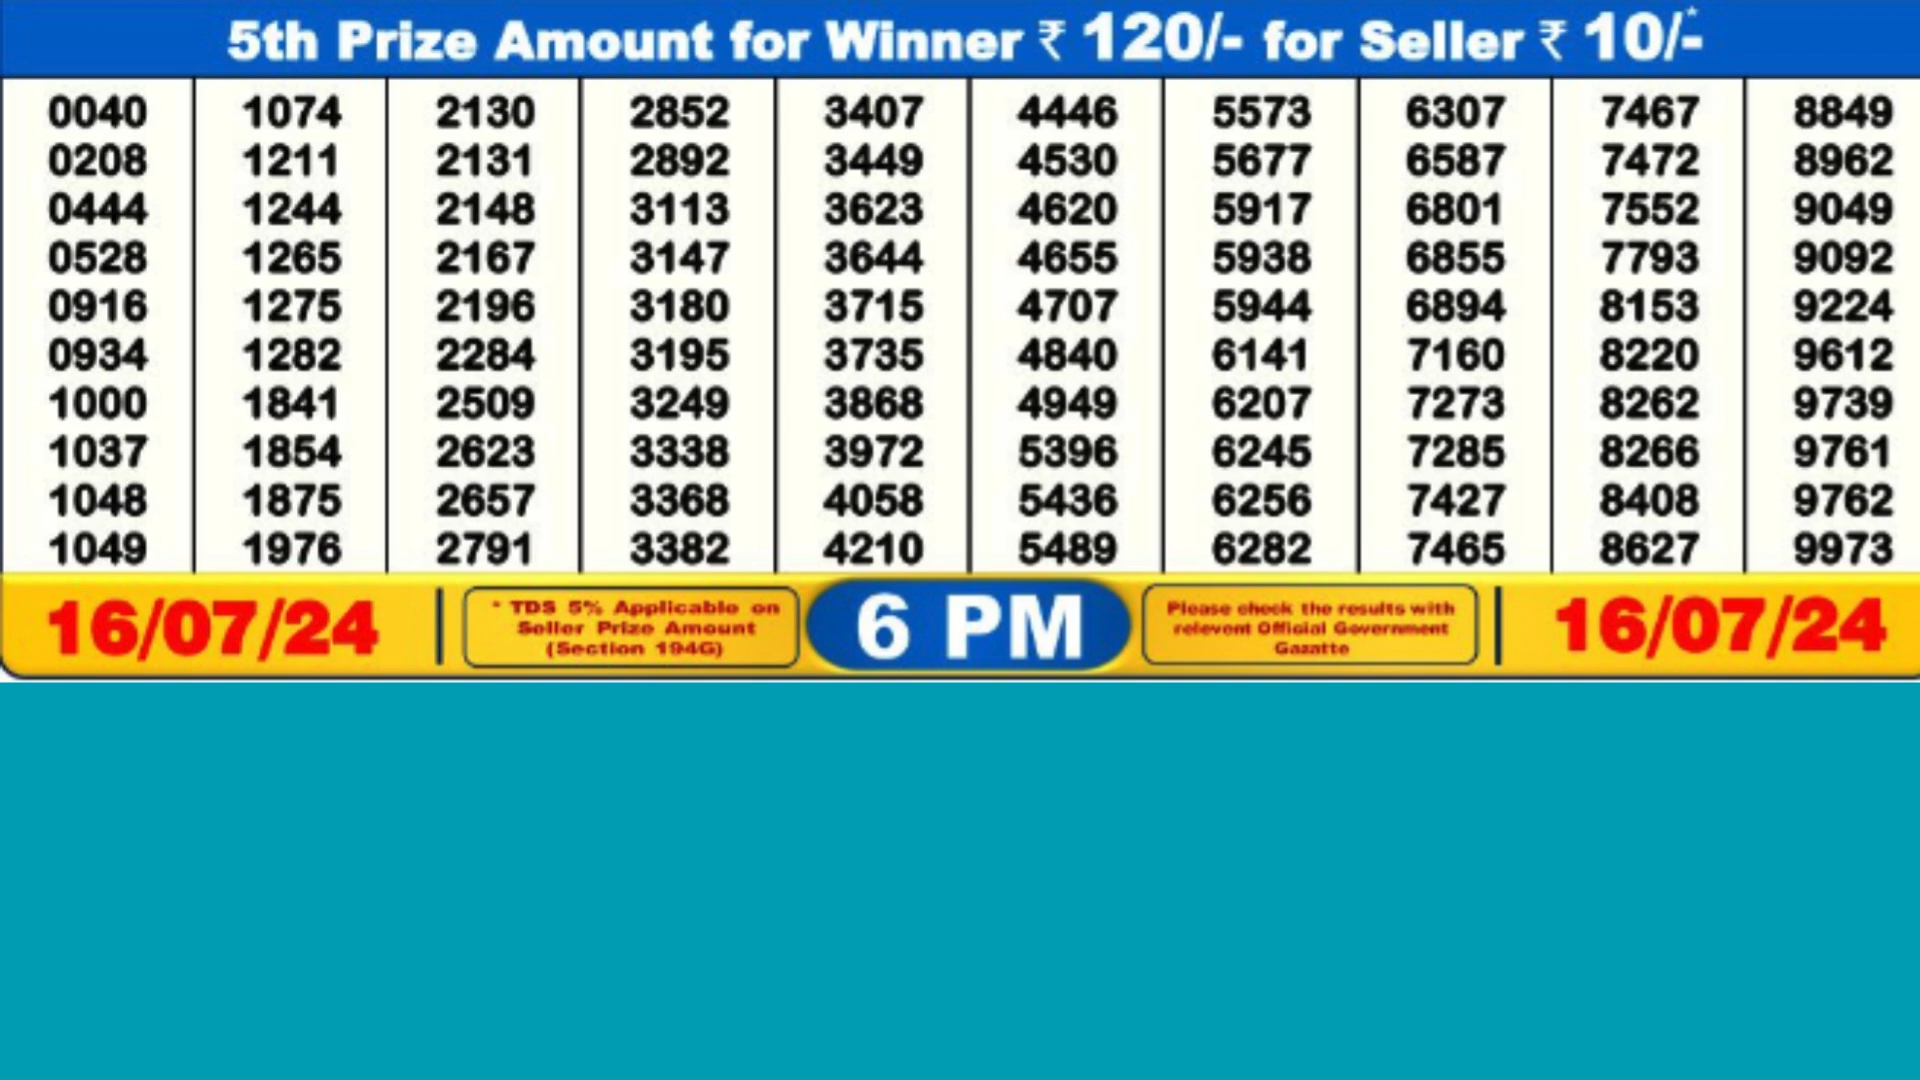 5th Prize Amount for Winner ₹ 120/- for Seller ₹ 10/-*
0040 1074 2130 2852 3407 4446 5573 6307 7467 8849
0208 1211 2131 2892 3449 4530 5677 6587 7472 8962
0444 1244 2148 3113 3623 4620 5917 6801 7552 9049
0528 1265 2167 3147 3644 4655 5938 6855 7793 9092
0916 1275 2196 3180 3715 4707 5944 6894 8153 9224
0934 1282 2284 3195 3735 4840 6141 7160 8220 9612
1000 1841 2509 3249 3868 4949 6207 7273 8262 9739
1037 1854 2623 3338 3972 5396 6245 7285 8266 9761
1048 1875 2657 3368 4058 5436 6256 7427 8408 9762
1049 1976 2791 3382 4210 5489 6282 7465 8627 9973
16/07/24
* TDS 5% Applicable on
Seller Prize Amount
(Section 194G)
6 PM
Please check the results with
relevent Official Government
Gazatte
16/07/24